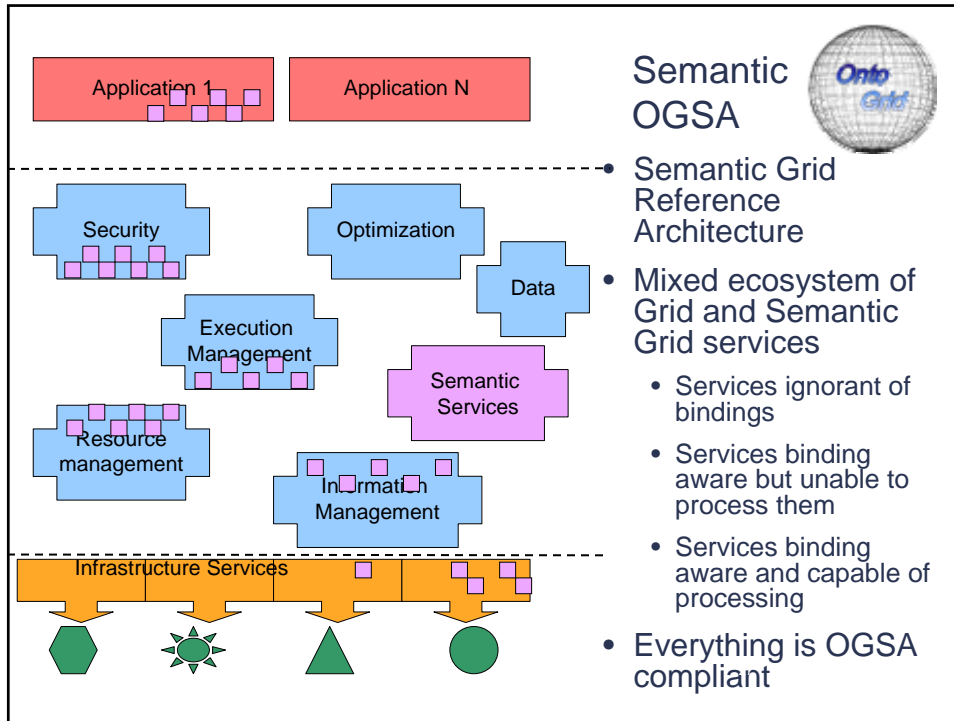 Application 1
Application N
Security
Optimization
Data
Execution
Management
Semantic
Services
Resource
management
Information
Management
Infrastructure Services
Semantic
OGSA
Onto
Grid
• Semantic Grid
Reference
Architecture
• Mixed ecosystem of
Grid and Semantic
Grid services
• Services ignorant of
bindings
• Services binding
aware but unable to
process them
• Services binding
aware and capable of
processing
• Everything is OGSA
compliant